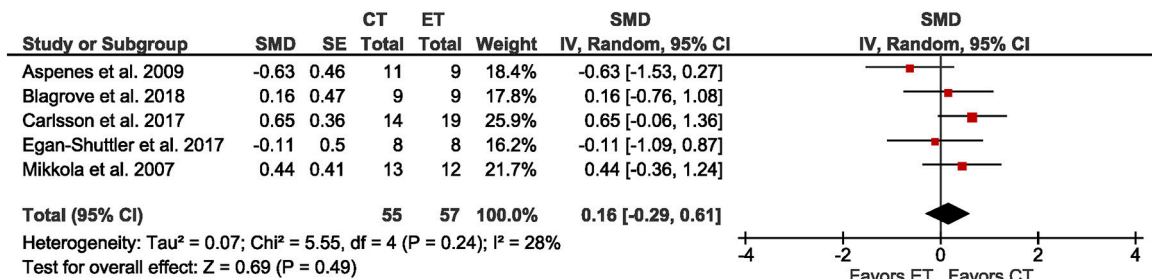 CT ET SMD SMD
Study or Subgroup SMD SE Total Total Weight IV, Random, 95% CI IV, Random, 95% CI
Aspenes et al. 2009 -0.63 0.46 11 9 18.4% -0.63 [-1.53, 0.27]
Blagrove et al. 2018 0.16 0.47 9 9 17.8% 0.16 [-0.76, 1.08]
Carlsson et al. 2017 0.65 0.36 14 19 25.9% 0.65 [-0.06, 1.36]
Egan-Shuttler et al. 2017 -0.11 0.5 8 8 16.2% -0.11 [-1.09, 0.87]
Mikkola et al. 2007 0.44 0.41 13 12 21.7% 0.44 [-0.36, 1.24]
Total (95% CI) 55 57 100.0% 0.16 [-0.29, 0.61]
Heterogeneity: Tau² = 0.07; Chi² = 5.55, df = 4 (P = 0.24); I² = 28%
Test for overall effect: Z = 0.69 (P = 0.49)
-4 -2 0 2 4
Favors ET Favors CT